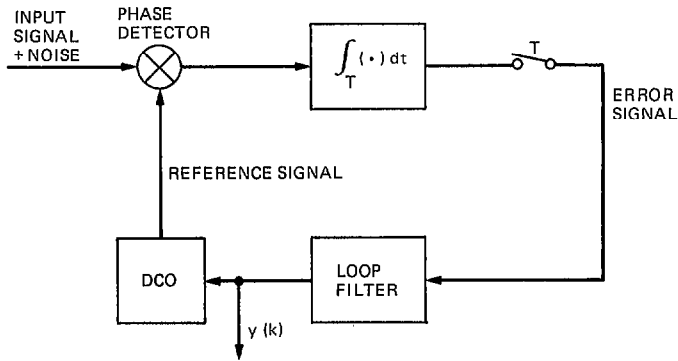 INPUT
SIGNAL
+ NOISE
PHASE
DETECTOR
∫T (•) dt
T
ERROR
SIGNAL
REFERENCE SIGNAL
DCO
LOOP
FILTER
y (k)